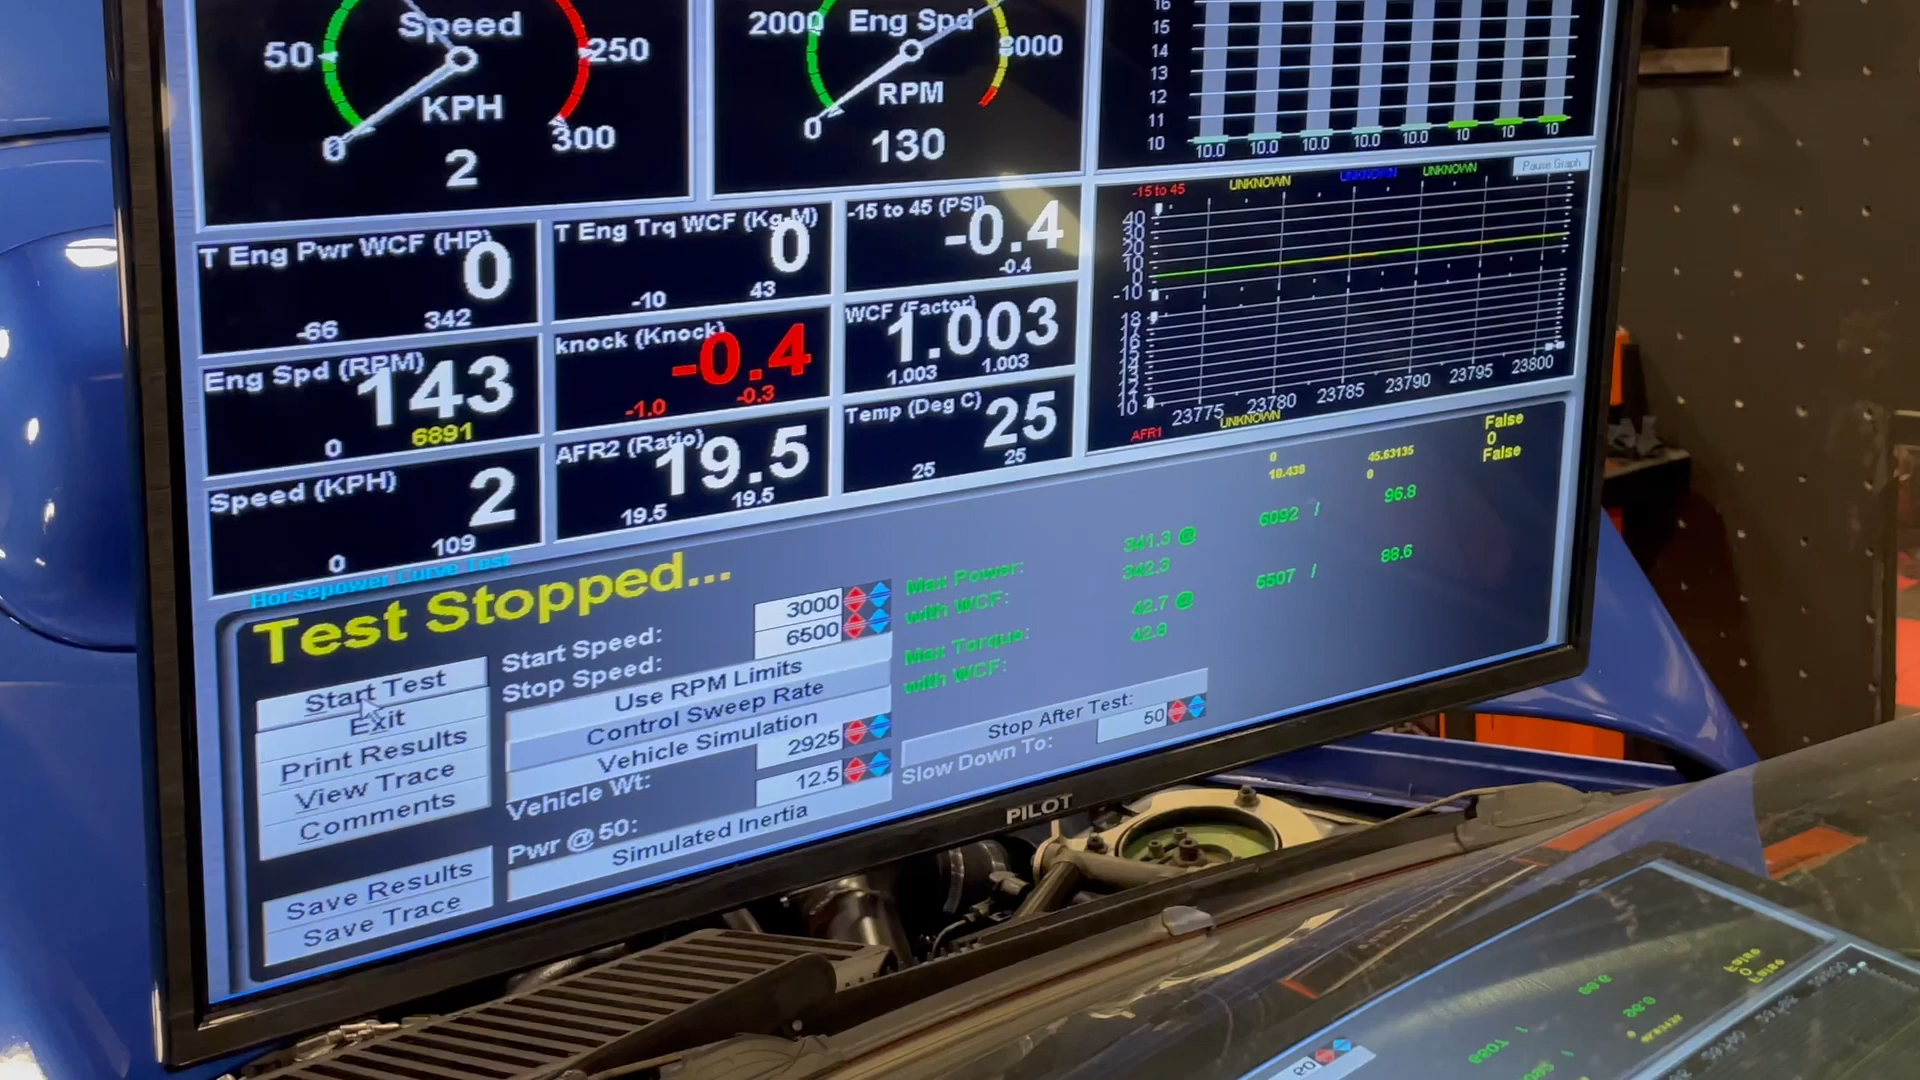 Speed
50
250
KPH
0
300
2
2000
Eng Spd
8000
RPM
0
130
16
15
14
13
12
11
10
10.0 10.0 10.0 10.0 10.0 10 10 10
T Eng Pwr WCF (HP)
0
-66 342
T Eng Trq WCF (Kg-M)
0
-10 43
-15 to 45 (PSI)
-0.4
-0.4
Eng Spd (RPM)
143
0 6891
knock (Knock)
-0.4
-1.0 -0.3
WCF (Factor)
1.003
1.003 1.003
Speed (KPH)
2
0 109
AFR2 (Ratio)
19.5
19.5 19.5
Temp (Deg C)
25
25 25
-15 to 45 UNKNOWN UNKNOWN UNKNOWN
Pause Graph
40
30
20
10
0
-10
18
17
16
15
14
13
12
11
10
23775 23780 23785 23790 23795 23800
AFR1 UNKNOWN
Horsepower Curve Test
Test Stopped...
Start Test
Exit
Print Results
View Trace
Comments
Save Results
Save Trace
Start Speed: 3000
Stop Speed: 6500
Use RPM Limits
Control Sweep Rate
Vehicle Simulation
Vehicle Wt: 2925
Pwr @ 50: 12.5
Simulated Inertia
Max Power: 341.3 @ 6092 / 96.8
with WCF: 342.3
Max Torque: 42.7 @ 5507 / 88.6
with WCF: 42.8
Stop After Test:
Slow Down To: 50
0 45.63135
10.438 0
False
0
False
PILOT